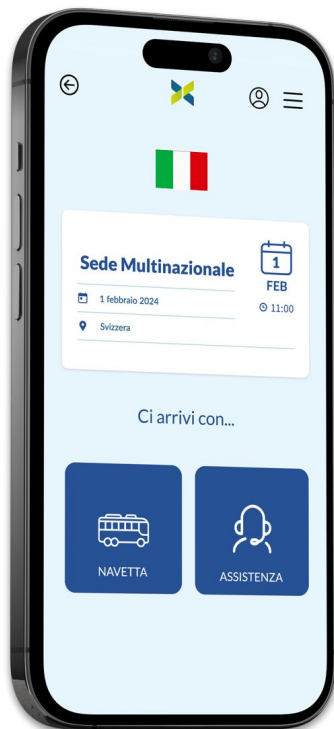 Sede Multinazionale
1 febbraio 2024
Svizzera
1
FEB
11:00
Ci arrivi con...
NAVETTA
ASSISTENZA